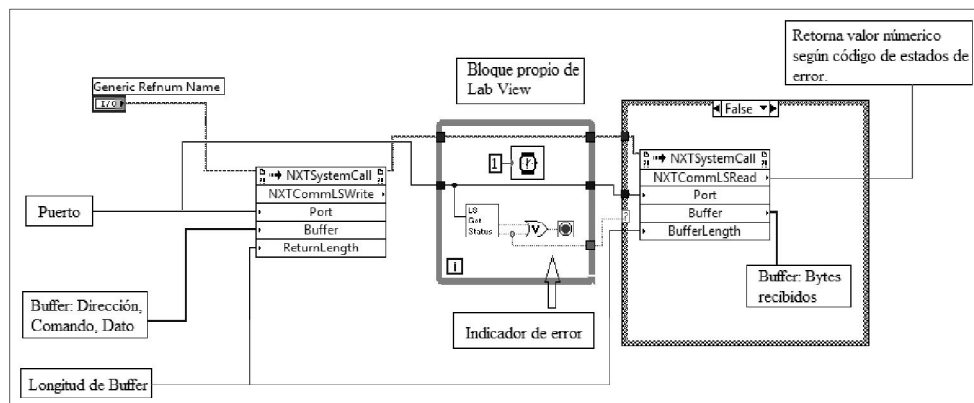 Retorna valor númerico
según código de estados de
error.
Bloque propio de
Lab View
Generic Refnum Name
I/O
False
1
NXTSystemCall
NXTCommLSWrite
Port
Buffer
ReturnLength
LS
Get
Status
V
i
?
NXTSystemCall
NXTCommLSRead
Port
Buffer
BufferLength
Puerto
Buffer: Dirección,
Comando, Dato
Longitud de Buffer
Indicador de error
Buffer: Bytes
recibidos